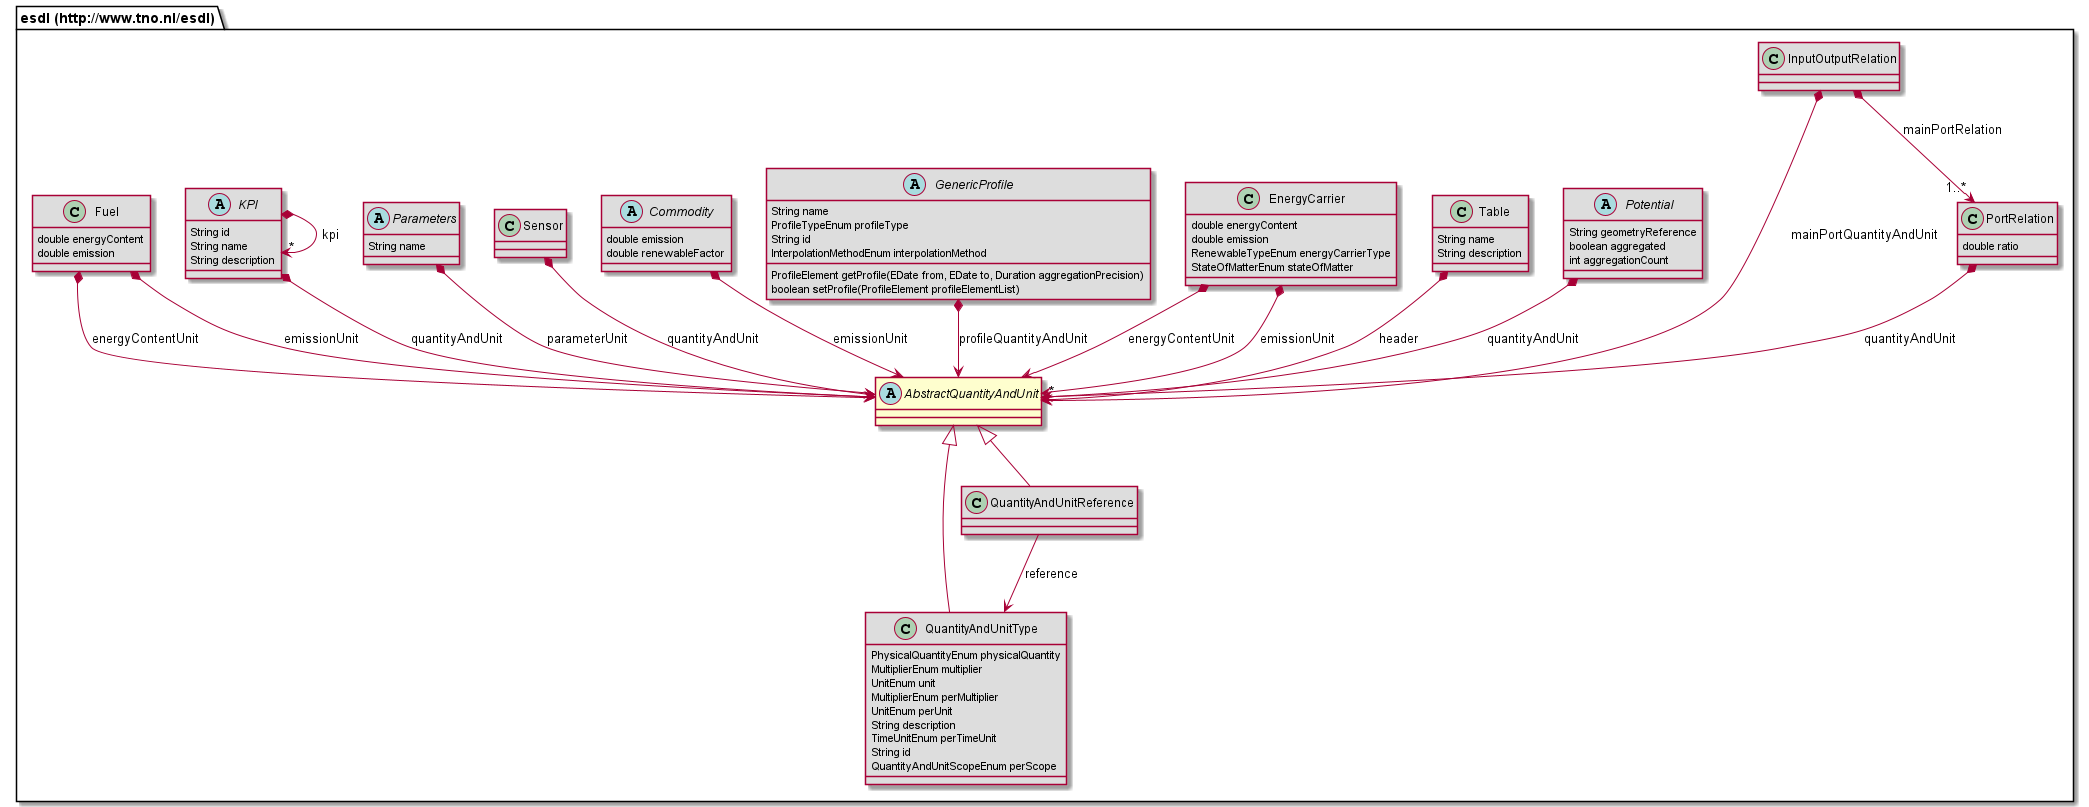 esdl (http://www.tno.nl/esdl)
C InputOutputRelation
mainPortRelation
1..*
C Fuel
double energyContent
double emission
A KPI
String id
String name
String description
kpi
*
A Parameters
String name
C Sensor
A Commodity
double emission
double renewableFactor
A GenericProfile
String name
ProfileTypeEnum profileType
String id
InterpolationMethodEnum interpolationMethod
ProfileElement getProfile(EDate from, EDate to, Duration aggregationPrecision)
boolean setProfile(ProfileElement profileElementList)
C EnergyCarrier
double energyContent
double emission
RenewableTypeEnum energyCarrierType
StateOfMatterEnum stateOfMatter
C Table
String name
String description
A Potential
String geometryReference
boolean aggregated
int aggregationCount
mainPortQuantityAndUnit
C PortRelation
double ratio
energyContentUnit
emissionUnit
quantityAndUnit
parameterUnit
quantityAndUnit
emissionUnit
profileQuantityAndUnit
energyContentUnit
emissionUnit
header
quantityAndUnit
quantityAndUnit
*
A AbstractQuantityAndUnit
C QuantityAndUnitReference
reference
C QuantityAndUnitType
PhysicalQuantityEnum physicalQuantity
MultiplierEnum multiplier
UnitEnum unit
MultiplierEnum perMultiplier
UnitEnum perUnit
String description
TimeUnitEnum perTimeUnit
String id
QuantityAndUnitScopeEnum perScope